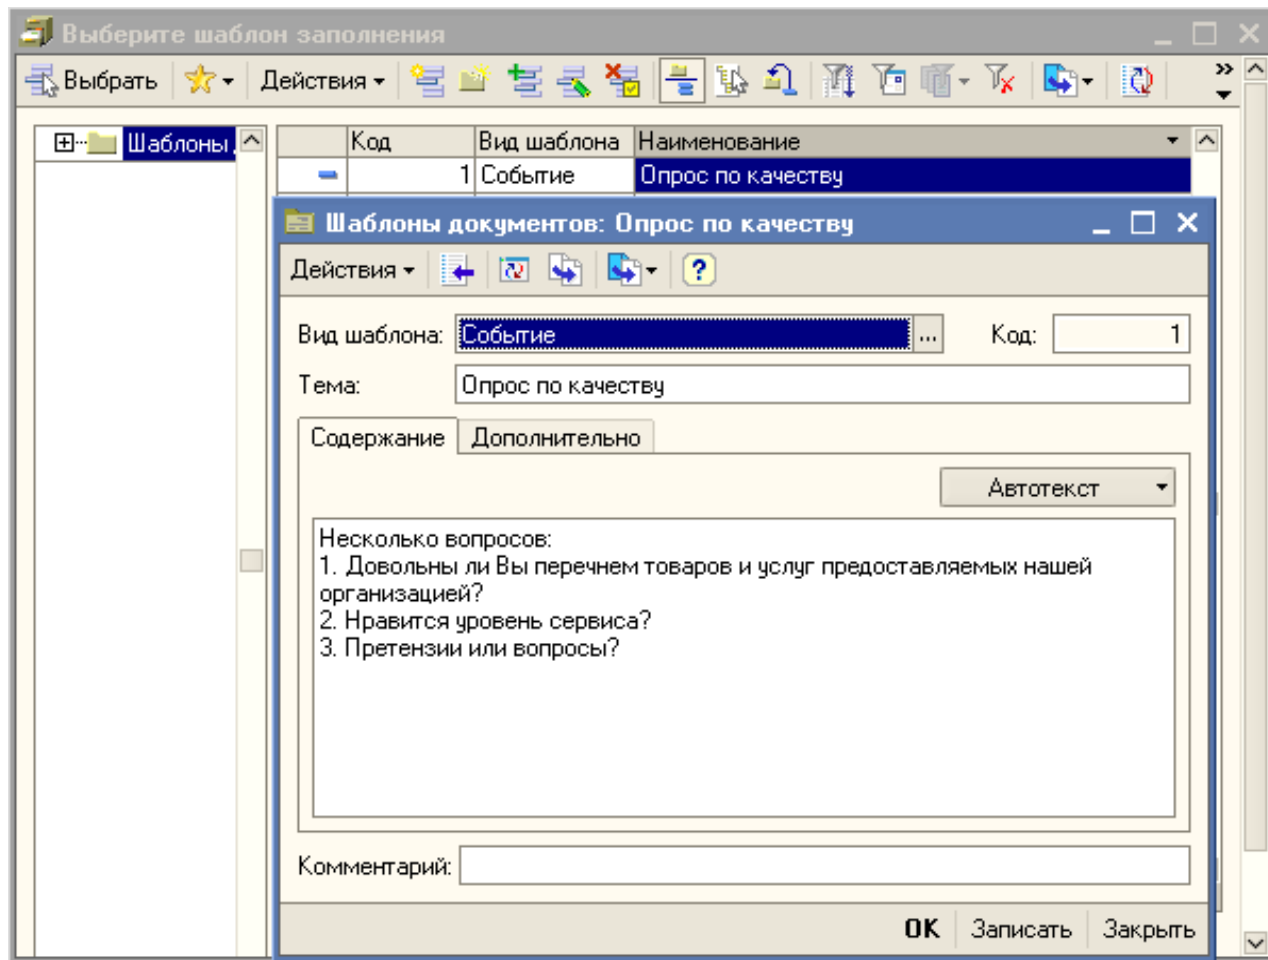 Выберите шаблон заполнения
Выбрать Действия
Шаблоны
Код Вид шаблона Наименование
1 Событие Опрос по качеству
Шаблоны документов: Опрос по качеству
Действия
Вид шаблона: Событие ... Код: 1
Тема: Опрос по качеству
Содержание Дополнительно
Автотекст
Несколько вопросов:
1. Довольны ли Вы перечнем товаров и услуг предоставляемых нашей
организацией?
2. Нравится уровень сервиса?
3. Претензии или вопросы?
Комментарий:
OK Записать Закрыть